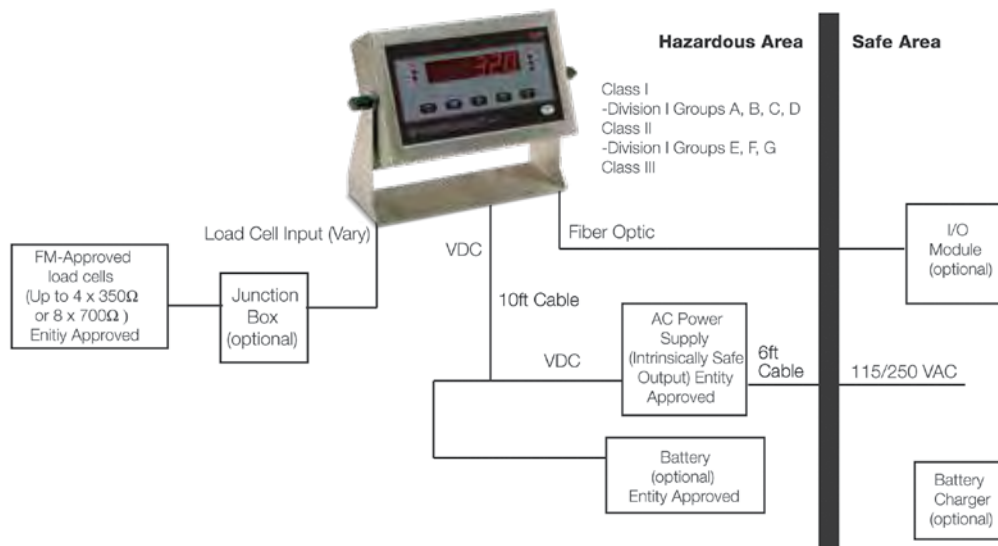 320
Hazardous Area
Safe Area
Class I
-Division I Groups A, B, C, D
Class II
-Division I Groups E, F, G
Class III
Load Cell Input (Vary)
VDC
Fiber Optic
I/O
Module
(optional)
FM-Approved
load cells
(Up to 4 x 350Ω
or 8 x 700Ω )
Enitiy Approved
Junction
Box
(optional)
10ft Cable
VDC
AC Power
Supply
(Intrinsically Safe
Output) Entity
Approved
6ft
Cable
115/250 VAC
Battery
(optional)
Entity Approved
Battery
Charger
(optional)